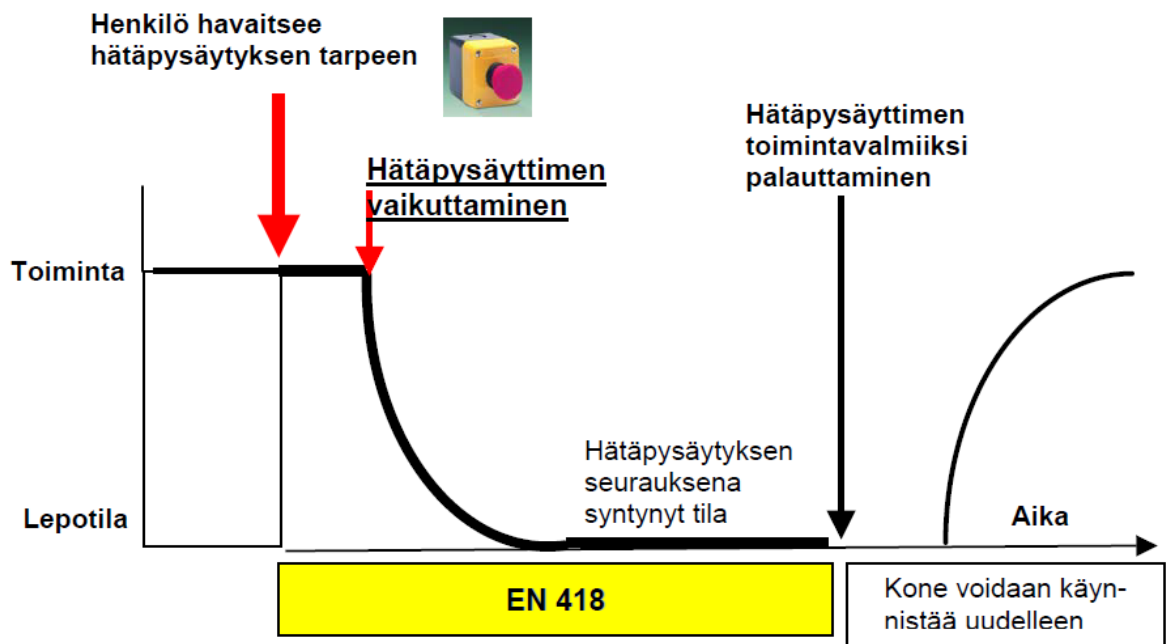 Henkilö havaitsee
hätäpysäytyksen tarpeen
Hätäpysäyttimen
vaikuttaminen
Hätäpysäyttimen
toimintavalmiiksi
palauttaminen
Toiminta
Hätäpysäytyksen
seurauksena
syntynyt tila
Lepotila
Aika
EN 418
Kone voidaan käyn-
nistää uudelleen